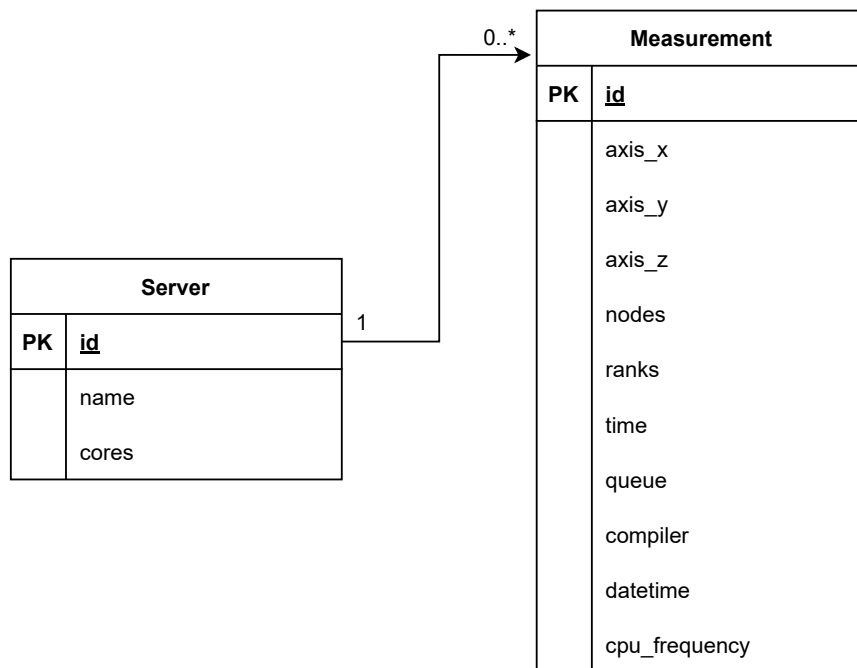 0..*
Measurement
PK id
axis_x
axis_y
axis_z
nodes
ranks
time
queue
compiler
datetime
cpu_frequency
Server
PK id
name
cores
1